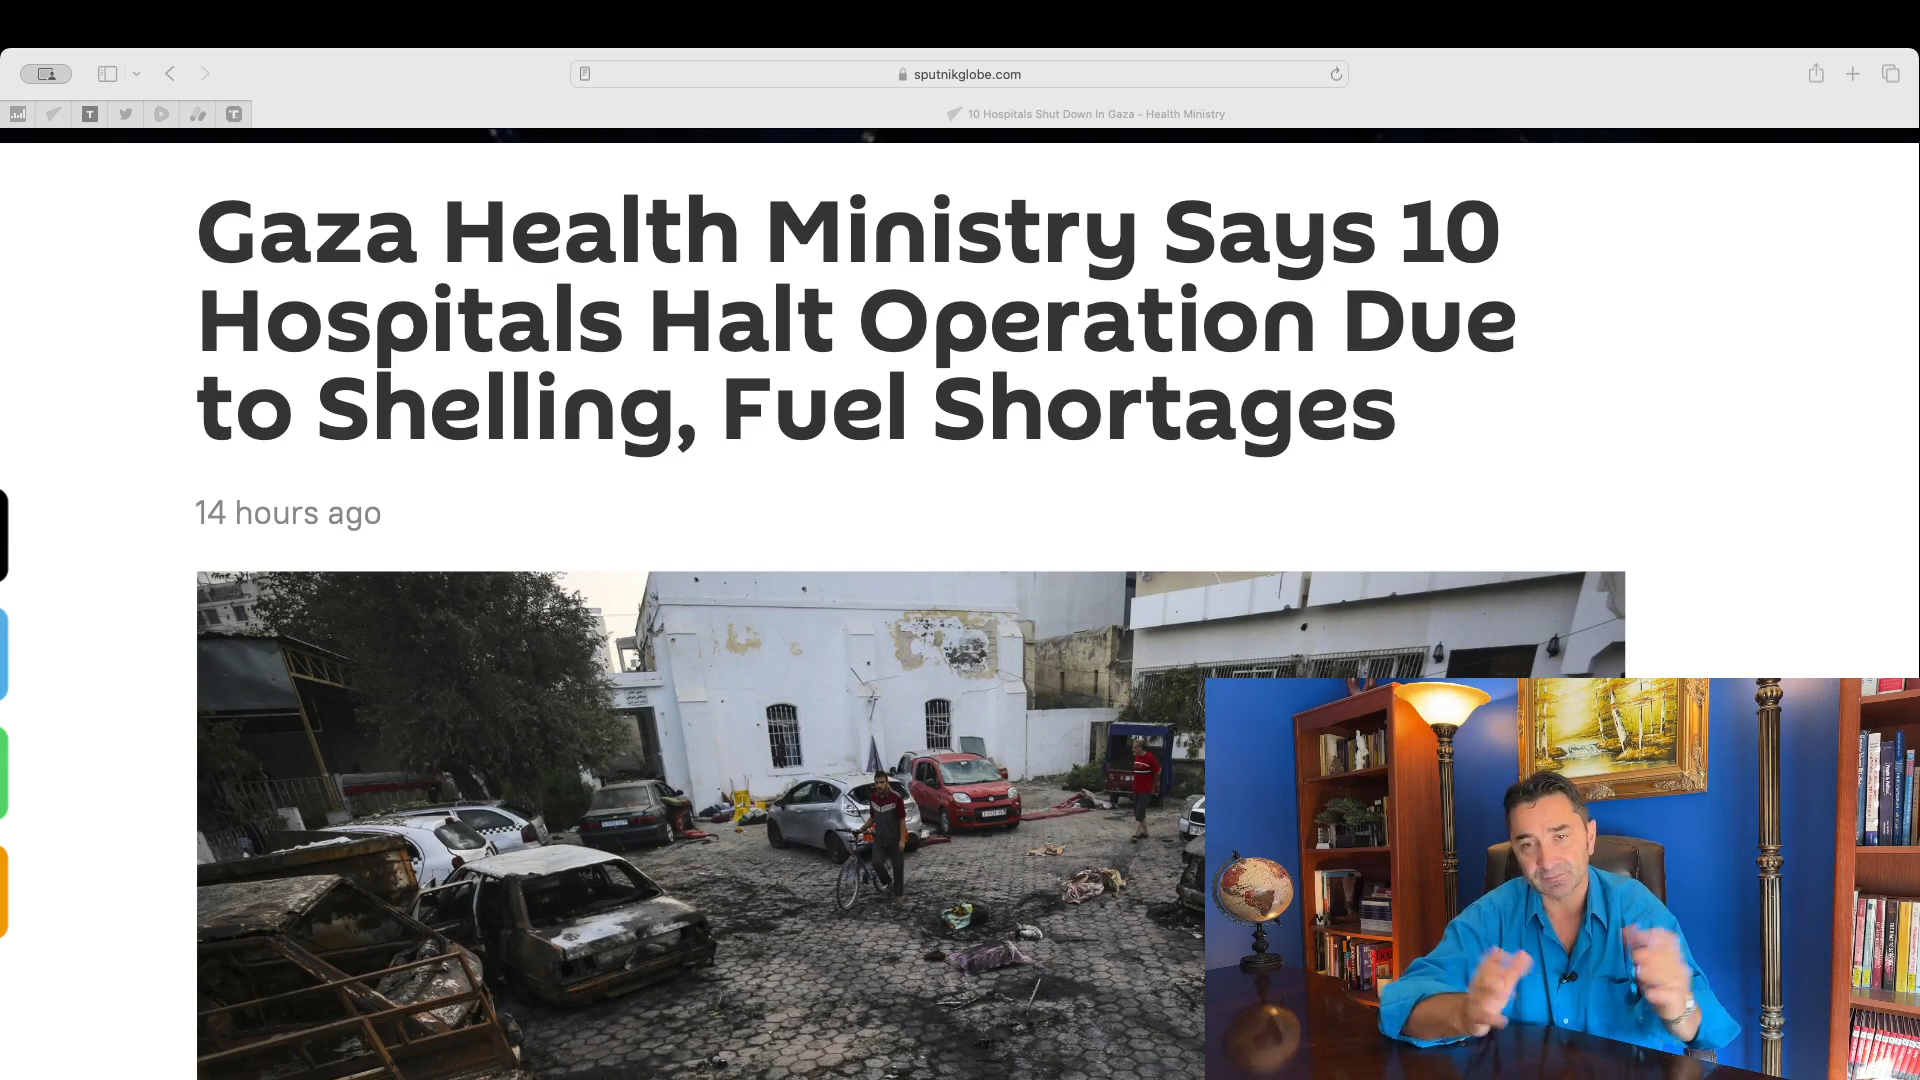 sputnikglobe.com
10 Hospitals Shut Down In Gaza - Health Ministry
Gaza Health Ministry Says 10
Hospitals Halt Operation Due
to Shelling, Fuel Shortages
14 hours ago